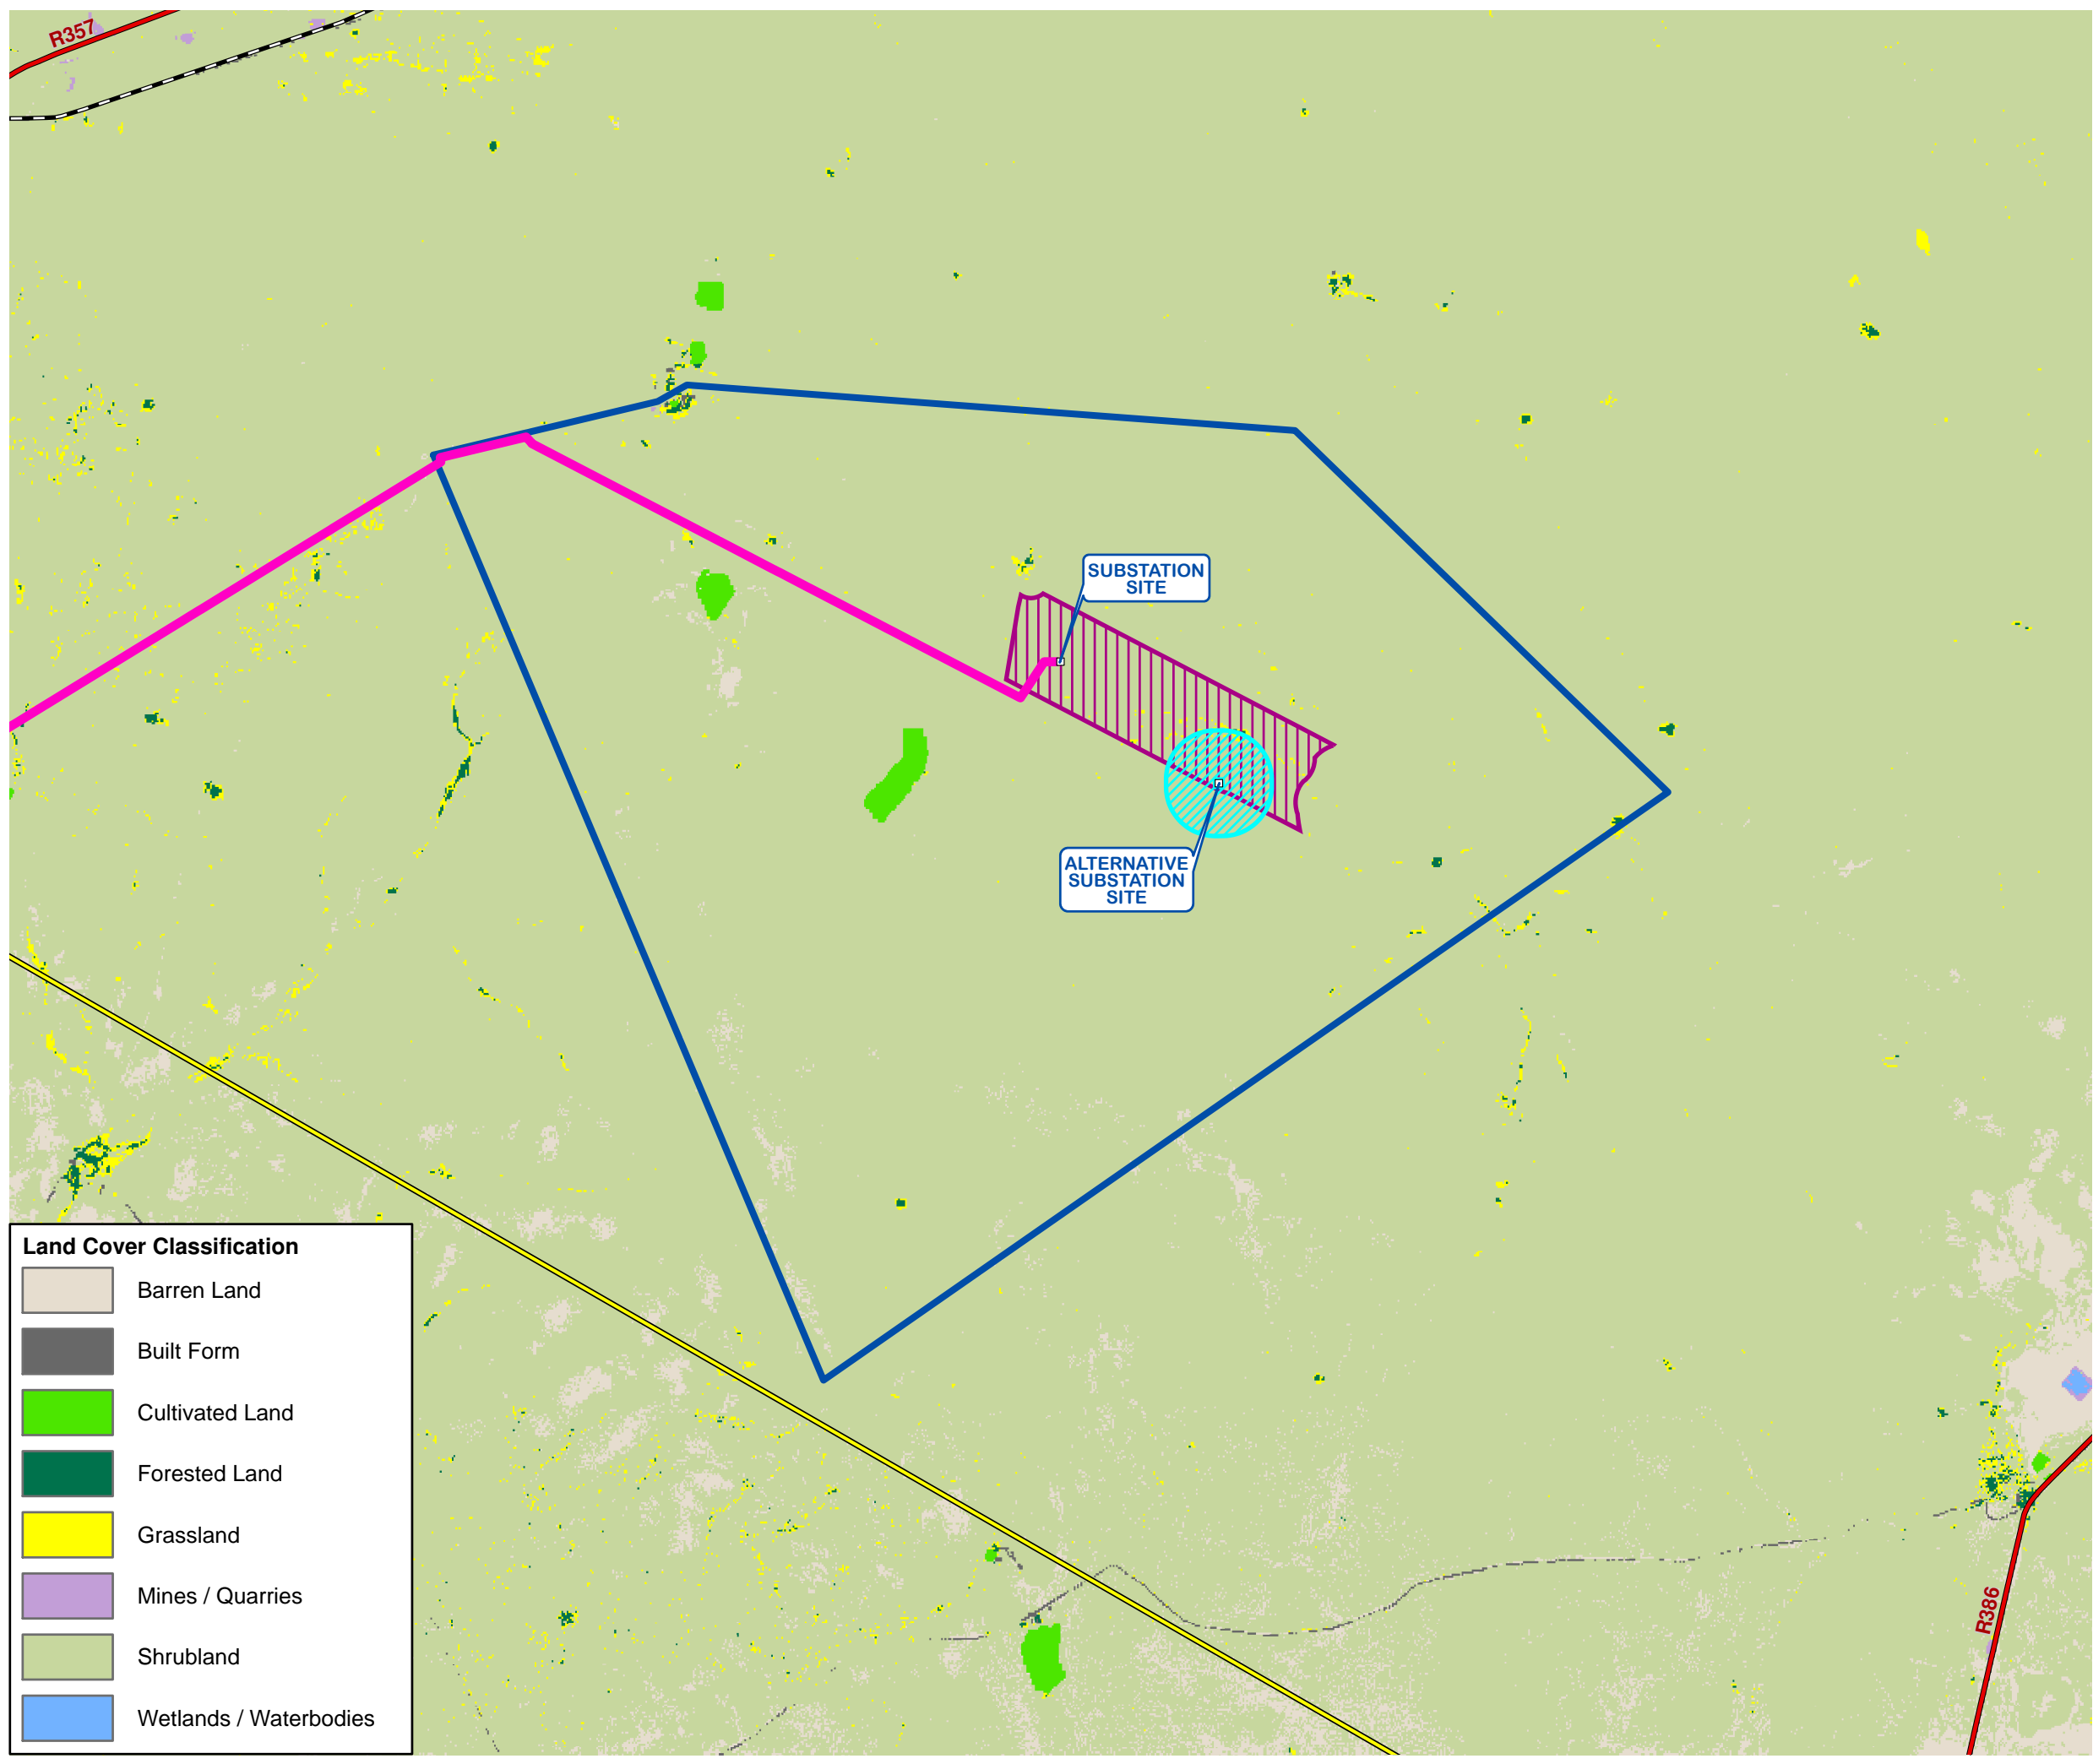 R357
SUBSTATION
SITE
ALTERNATIVE
SUBSTATION
SITE
Land Cover Classification
Barren Land
Built Form
Cultivated Land
Forested Land
Grassland
Mines / Quarries
Shrubland
Wetlands / Waterbodies
R386